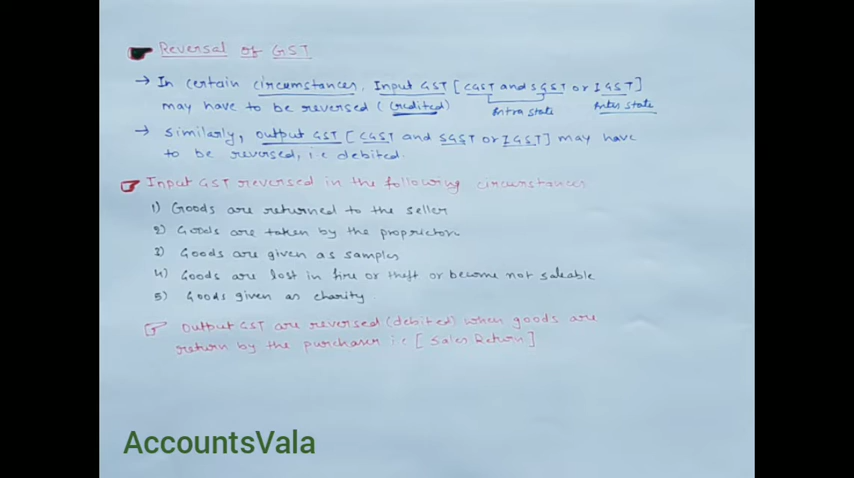 Reversal of GST
→ In certain circumstances, Input GST [CGST and SGST or IGST]
may have to be reversed (credited) Intra state Inter state
→ Similarly, output GST [CGST and SGST or IGST] may have
to be reversed, i.e debited.
Input GST reversed in the following circumstances
1) Goods are returned to the seller
2) Goods are taken by the proprietor
3) Goods are given as samples
4) Goods are lost in fire or theft or become not saleable
5) Goods given as charity.
Output GST are reversed (debited) when goods are
return by the purchaser i.e [Sales Return]
AccountsVala